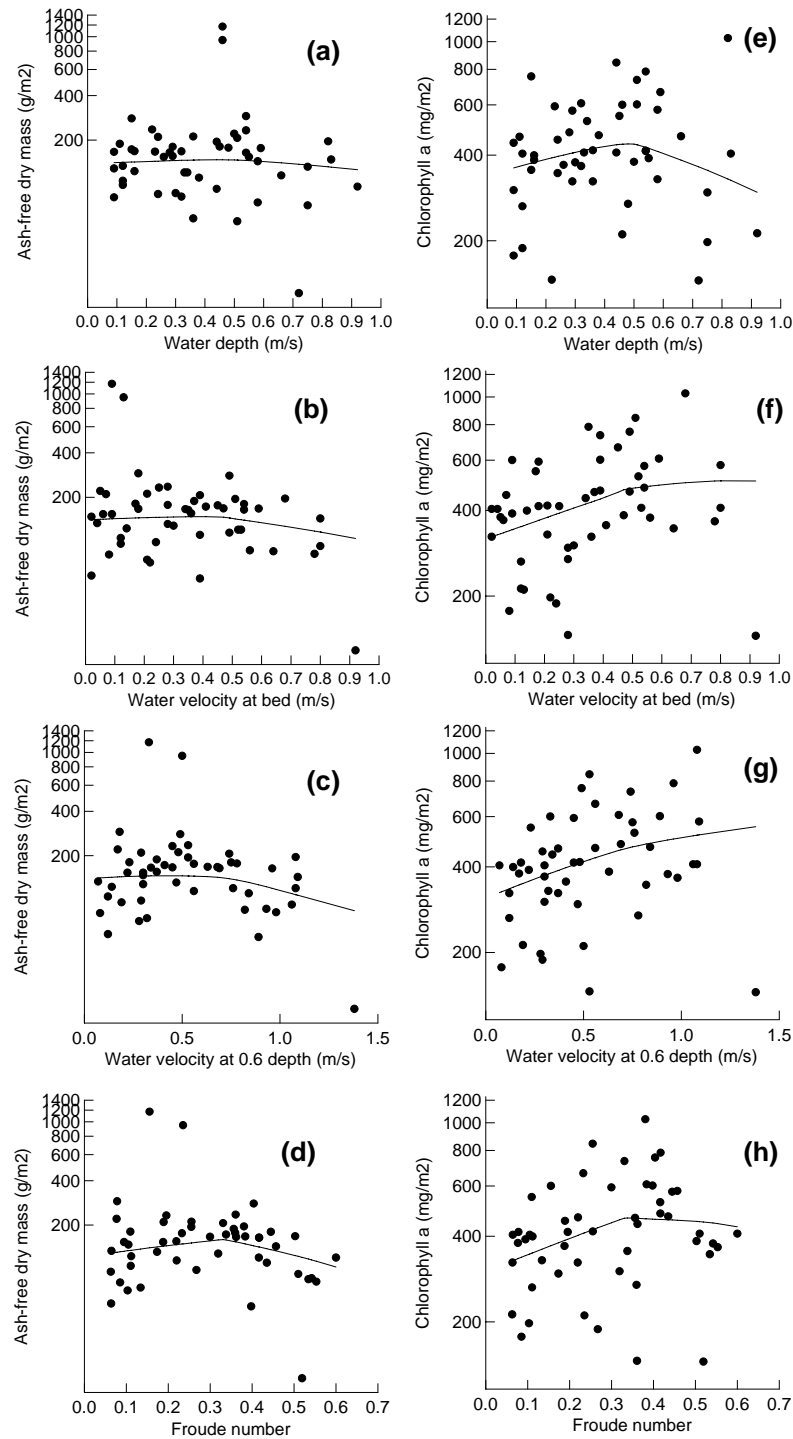 (a)
Ash-free dry mass (g/m2)
1400
1200
1000
800
600
400
200
0.0 0.1 0.2 0.3 0.4 0.5 0.6 0.7 0.8 0.9 1.0
Water depth (m/s)
(e)
Chlorophyll a (mg/m2)
1200
1000
800
600
400
200
0.0 0.1 0.2 0.3 0.4 0.5 0.6 0.7 0.8 0.9 1.0
Water depth (m/s)
(b)
Ash-free dry mass (g/m2)
1400
1200
1000
800
600
400
200
0.0 0.1 0.2 0.3 0.4 0.5 0.6 0.7 0.8 0.9 1.0
Water velocity at bed (m/s)
(f)
Chlorophyll a (mg/m2)
1200
1000
800
600
400
200
0.0 0.1 0.2 0.3 0.4 0.5 0.6 0.7 0.8 0.9 1.0
Water velocity at bed (m/s)
(c)
Ash-free dry mass (g/m2)
1400
1200
1000
800
600
400
200
0.0 0.5 1.0 1.5
Water velocity at 0.6 depth (m/s)
(g)
Chlorophyll a (mg/m2)
1200
1000
800
600
400
200
0.0 0.5 1.0 1.5
Water velocity at 0.6 depth (m/s)
(d)
Ash-free dry mass (g/m2)
1400
1200
1000
800
600
400
200
0.0 0.1 0.2 0.3 0.4 0.5 0.6 0.7
Froude number
(h)
Chlorophyll a (mg/m2)
1200
1000
800
600
400
200
0.0 0.1 0.2 0.3 0.4 0.5 0.6 0.7
Froude number